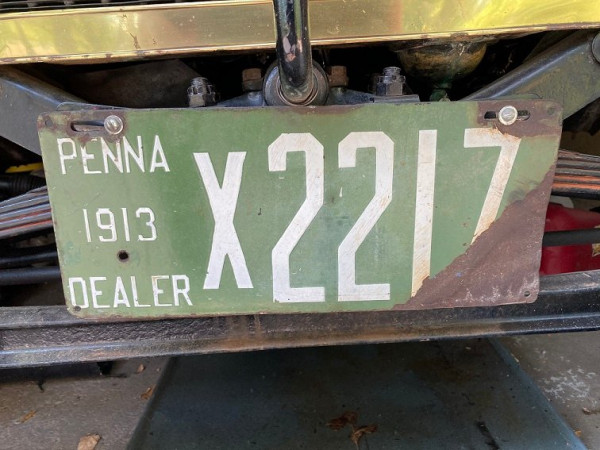 PENNA
1913
DEALER
X2217